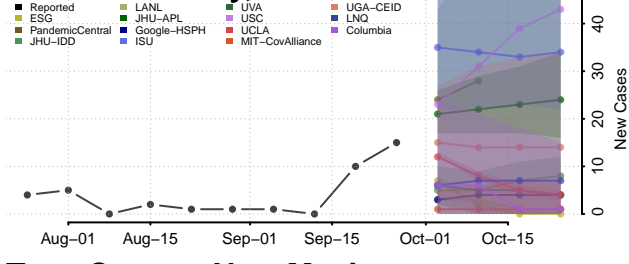 Reported LANL UVA UGA−CEID
ESG JHU−APL USC LNQ
PandemicCentral Google−HSPH UCLA Columbia
JHU−IDD ISU MIT−CovAlliance
40
30
20
10
0
New Cases
Aug−01 Aug−15 Sep−01 Sep−15 Oct−01 Oct−15